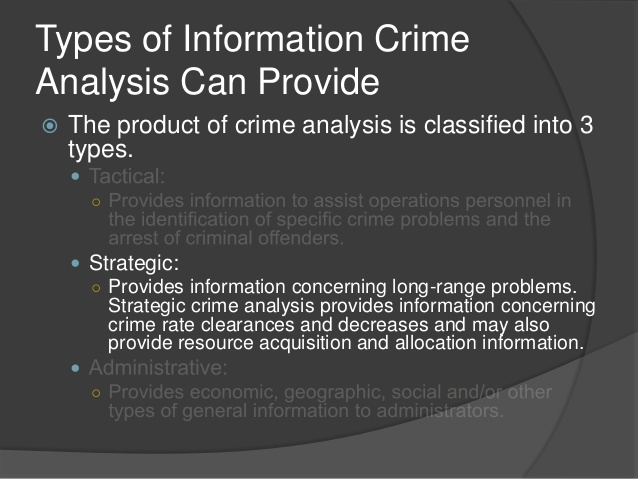 Types of Information Crime
Analysis Can Provide
The product of crime analysis is classified into 3
types.
Tactical:
Provides information to assist operations personnel in
the identification of specific crime problems and the
arrest of criminal offenders.
Strategic:
Provides information concerning long-range problems.
Strategic crime analysis provides information concerning
crime rate clearances and decreases and may also
provide resource acquisition and allocation information.
Administrative:
Provides economic, geographic, social and/or other
types of general information to administrators.